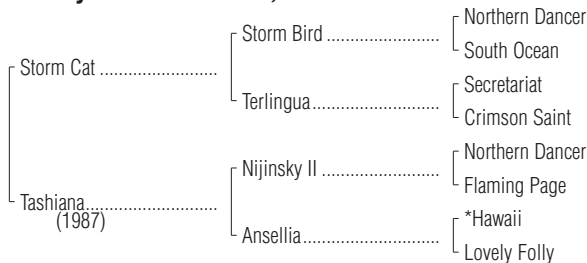 Northern Dancer
Storm Bird ........................
South Ocean
Storm Cat .........................
Secretariat
Terlingua...........................
Crimson Saint
Northern Dancer
Nijinsky II ........................
Flaming Page
Tashiana............................
(1987)
*Hawaii
Ansellia.............................
Lovely Folly